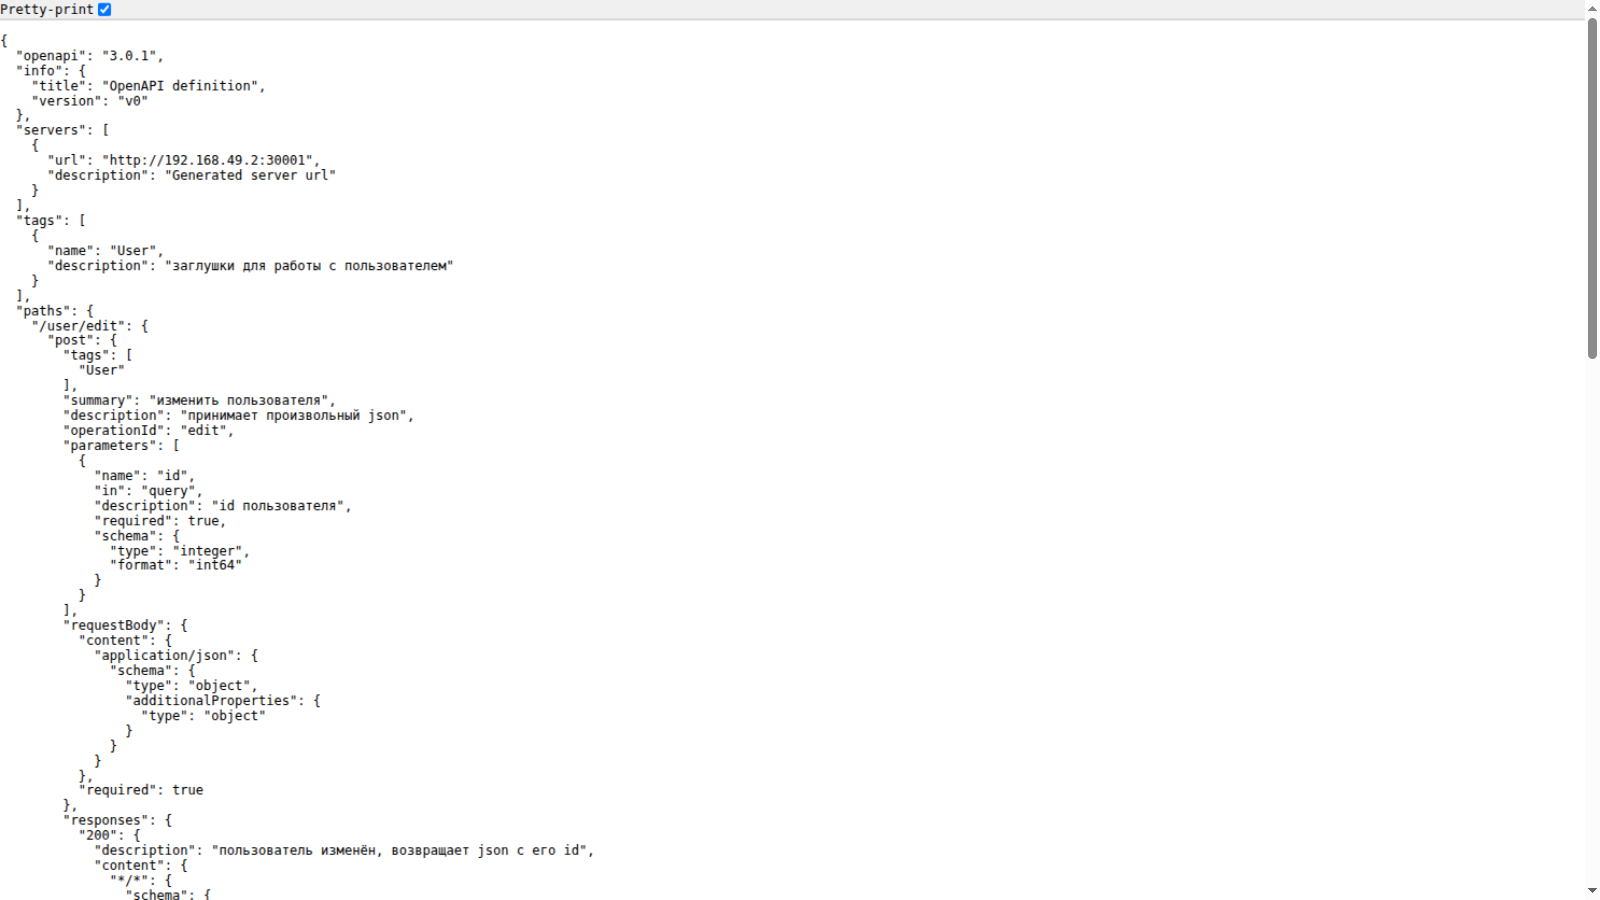 Pretty-print
{
  "openapi": "3.0.1",
  "info": {
    "title": "OpenAPI definition",
    "version": "v0"
  },
  "servers": [
    {
      "url": "http://192.168.49.2:30001",
      "description": "Generated server url"
    }
  ],
  "tags": [
    {
      "name": "User",
      "description": "заглушки для работы с пользователем"
    }
  ],
  "paths": {
    "/user/edit": {
      "post": {
        "tags": [
          "User"
        ],
        "summary": "изменить пользователя",
        "description": "принимает произвольный json",
        "operationId": "edit",
        "parameters": [
          {
            "name": "id",
            "in": "query",
            "description": "id пользователя",
            "required": true,
            "schema": {
              "type": "integer",
              "format": "int64"
            }
          }
        ],
        "requestBody": {
          "content": {
            "application/json": {
              "schema": {
                "type": "object",
                "additionalProperties": {
                  "type": "object"
                }
              }
            }
          },
          "required": true
        },
        "responses": {
          "200": {
            "description": "пользователь изменён, возвращает json с его id",
            "content": {
              "*/*": {
                "schema": {